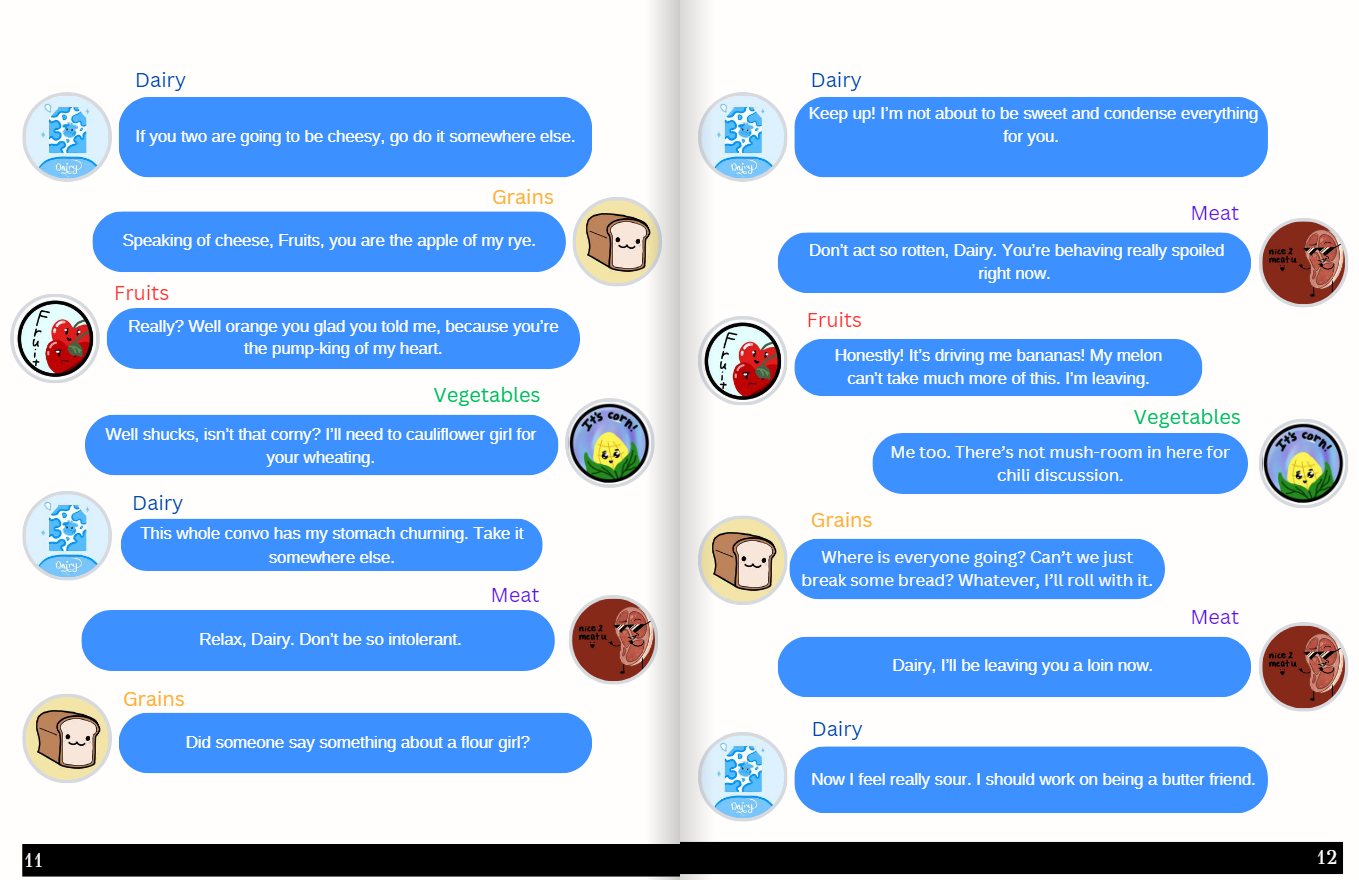 Dairy
If you two are going to be cheesy, go do it somewhere else.
Dairy
Grains
Speaking of cheese, Fruits, you are the apple of my rye.
Fruits
Fruit
Really? Well orange you glad you told me, because you're
the pump-king of my heart.
Vegetables
Well shucks, isn't that corny? I'll need to cauliflower girl for
your wheating.
It's corn!
Dairy
This whole convo has my stomach churning. Take it
somewhere else.
Dairy
Meat
Relax, Dairy. Don't be so intolerant.
nice 2
meat u
Grains
Did someone say something about a flour girl?
11
Dairy
Keep up! I'm not about to be sweet and condense everything
for you.
Dairy
Meat
Don't act so rotten, Dairy. You're behaving really spoiled
right now.
nice 2
meat u
Fruits
Fruit
Honestly! It's driving me bananas! My melon
can't take much more of this. I'm leaving.
Vegetables
Me too. There's not mush-room in here for
chili discussion.
It's corn!
Grains
Where is everyone going? Can't we just
break some bread? Whatever, I'll roll with it.
Meat
Dairy, I'll be leaving you a loin now.
nice 2
meat u
Dairy
Now I feel really sour. I should work on being a butter friend.
Dairy
12